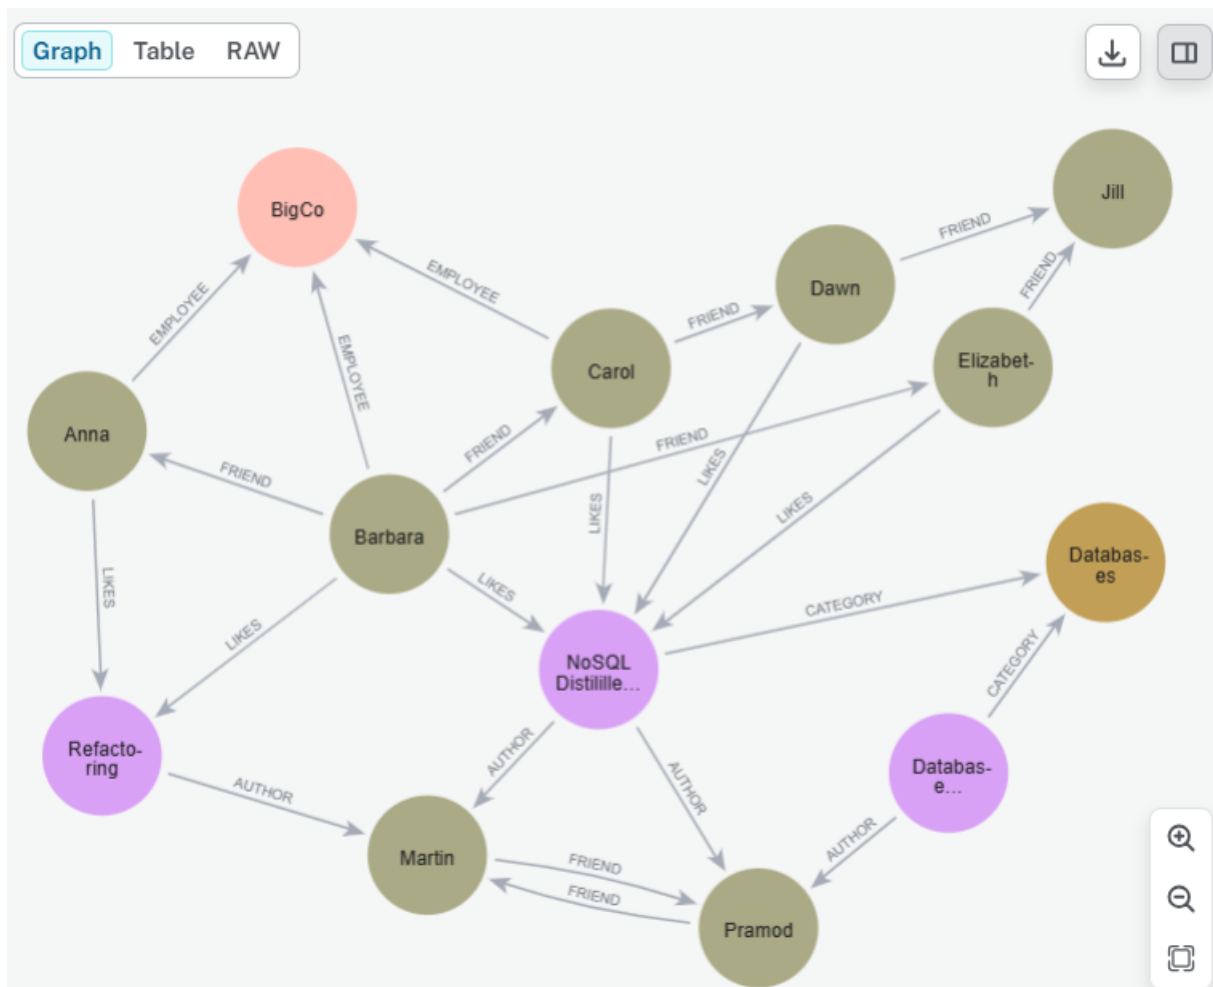 Graph Table RAW
BigCo
Jill
FRIEND
Dawn
FRIEND
EMPLOYEE
EMPLOYEE
FRIEND
Carol
Elizabet-
h
EMPLOYEE
Anna
FRIEND
FRIEND
LIKES
FRIEND
LIKES
LIKES
Barbara
Databas-
es
LIKES
LIKES
CATEGORY
LIKES
NoSQL
Distilille...
CATEGORY
Refacto-
ring
AUTHOR
AUTHOR
AUTHOR
Databas-
e...
AUTHOR
Martin
FRIEND
FRIEND
Pramod